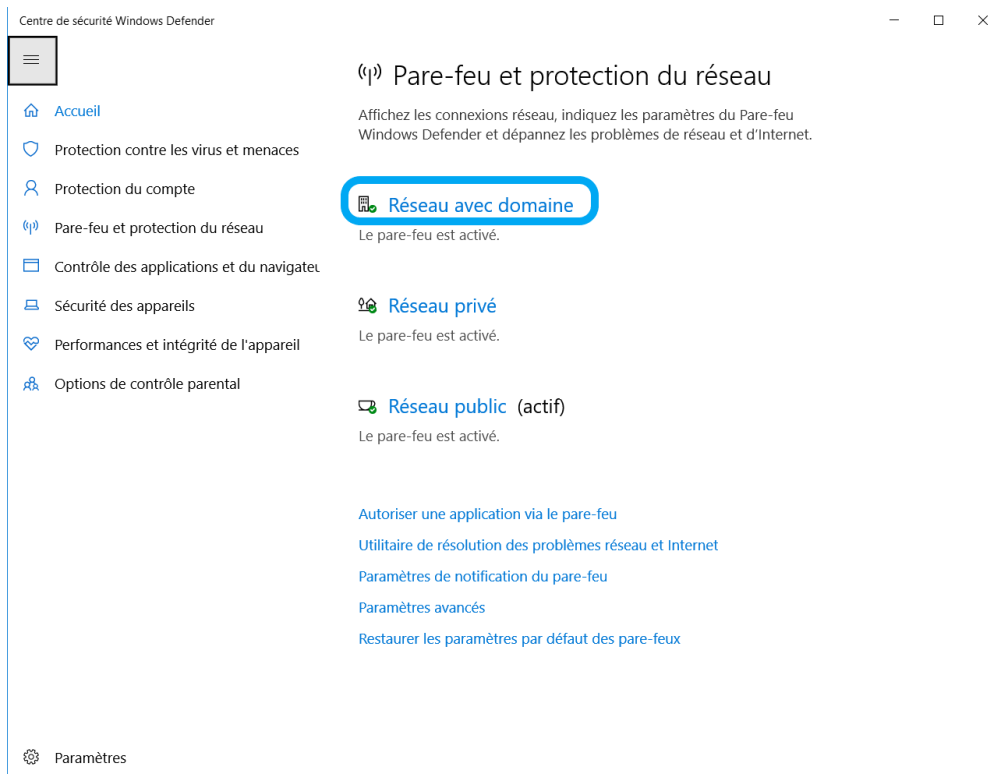 Centre de sécurité Windows Defender
Accueil
Protection contre les virus et menaces
Protection du compte
Pare-feu et protection du réseau
Contrôle des applications et du navigateu
Sécurité des appareils
Performances et intégrité de l'appareil
Options de contrôle parental
Paramètres
Pare-feu et protection du réseau
Affichez les connexions réseau, indiquez les paramètres du Pare-feu
Windows Defender et dépannez les problèmes de réseau et d’Internet.
Réseau avec domaine
Le pare-feu est activé.
Réseau privé
Le pare-feu est activé.
Réseau public (actif)
Le pare-feu est activé.
Autoriser une application via le pare-feu
Utilitaire de résolution des problèmes réseau et Internet
Paramètres de notification du pare-feu
Paramètres avancés
Restaurer les paramètres par défaut des pare-feux